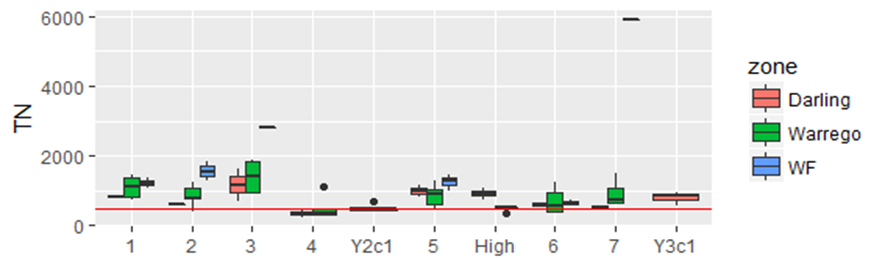 6000
4000
2000
0
TN
1 2 3 4 Y2c1 5 High 6 7 Y3c1
zone
Darling
Warrego
WF